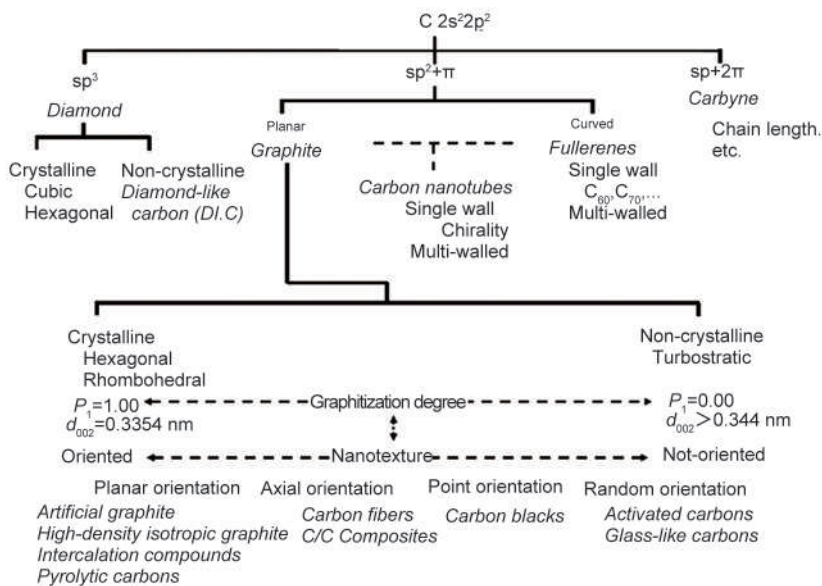 C 2s²2p²
sp³
sp²+π
sp+2π
Diamond
Carbyne
Planar
Curved
Chain length.
etc.
Graphite
Fullerenes
Crystalline
Cubic
Hexagonal
Non-crystalline
Diamond-like
carbon (DI.C)
Carbon nanotubes
Single wall
Chirality
Multi-walled
Single wall
C₆₀,C₇₀,...
Multi-walled
Crystalline
Hexagonal
Rhombohedral
Non-crystalline
Turbostratic
P₁=1.00
d₀₀₂=0.3354 nm
Graphitization degree
P₁=0.00
d₀₀₂>0.344 nm
Oriented
Nanotexture
Not-oriented
Planar orientation
Axial orientation
Point orientation
Random orientation
Artificial graphite
High-density isotropic graphite
Intercalation compounds
Pyrolytic carbons
Carbon fibers
C/C Composites
Carbon blacks
Activated carbons
Glass-like carbons